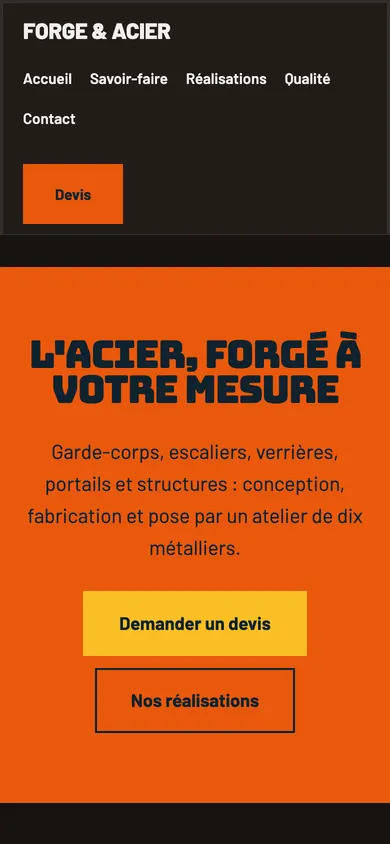 FORGE & ACIER
Accueil Savoir-faire Réalisations Qualité
Contact
Devis
L'ACIER, FORGÉ À
VOTRE MESURE
Garde-corps, escaliers, verrières,
portails et structures : conception,
fabrication et pose par un atelier de dix
métalliers.
Demander un devis
Nos réalisations